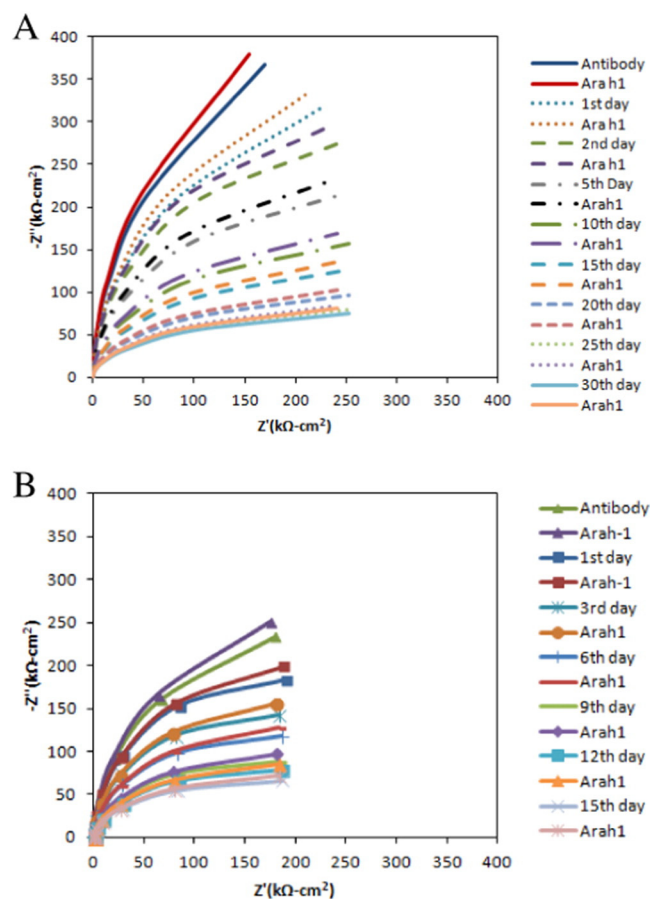 A
400
350
300
250
200
150
100
50
0
0 50 100 150 200 250 300 350 400
-Z"(kΩ-cm²)
Z'(kΩ-cm²)
Antibody
Ara h1
1st day
Ara h1
2nd day
Ara h1
5th Day
Arah1
10th day
Arah1
15th day
Arah1
20th day
Arah1
25th day
Arah1
30th day
Arah1
B
400
350
300
250
200
150
100
50
0
0 50 100 150 200 250 300 350 400
-Z"(kΩ-cm²)
Z'(kΩ-cm²)
Antibody
Arah-1
1st day
Arah-1
3rd day
Arah1
6th day
Arah1
9th day
Arah1
12th day
Arah1
15th day
Arah1